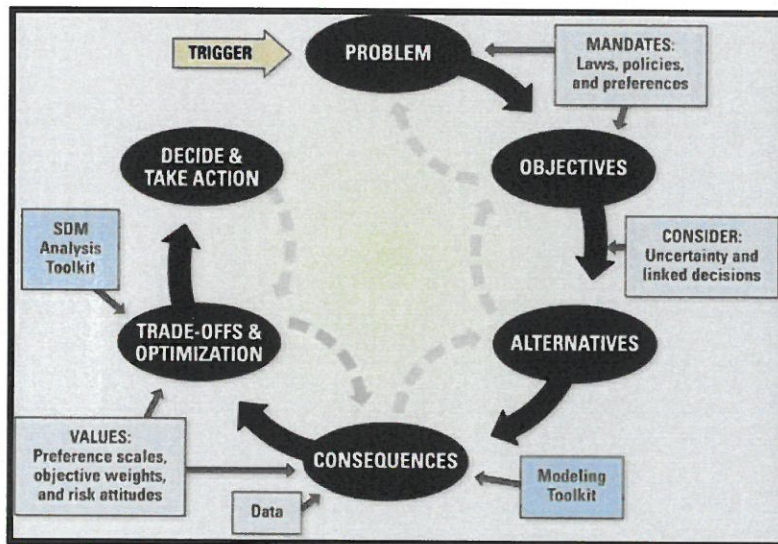 TRIGGER
PROBLEM
MANDATES:
Laws, policies,
and preferences
DECIDE &
TAKE ACTION
OBJECTIVES
SDM
Analysis
Toolkit
CONSIDER:
Uncertainty and
linked decisions
TRADE-OFFS &
OPTIMIZATION
ALTERNATIVES
VALUES:
Preference scales,
objective weights,
and risk attitudes
CONSEQUENCES
Modeling
Toolkit
Data